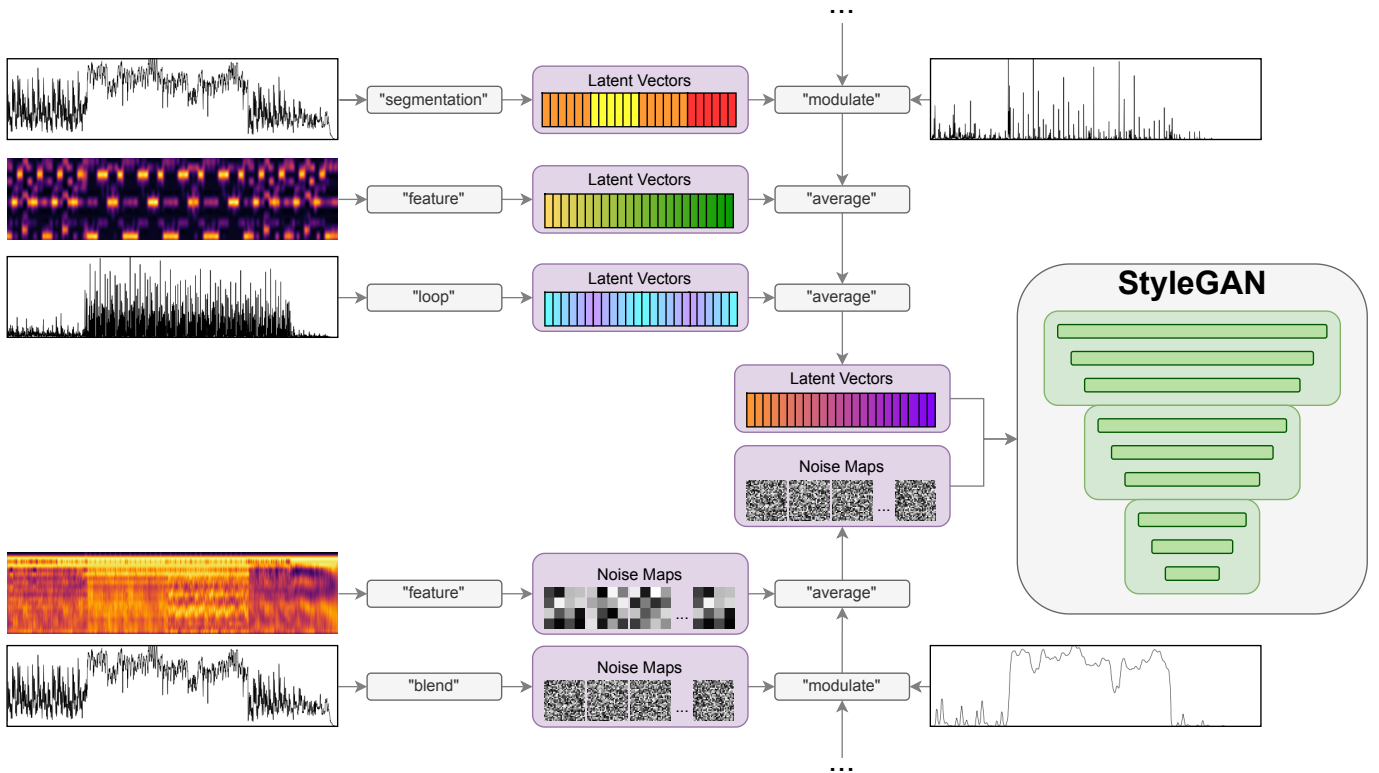 ...
"segmentation"
Latent Vectors
"modulate"
"feature"
Latent Vectors
"average"
"loop"
Latent Vectors
"average"
StyleGAN
Latent Vectors
Noise Maps
...
"feature"
Noise Maps
...
"average"
"blend"
Noise Maps
...
"modulate"
...